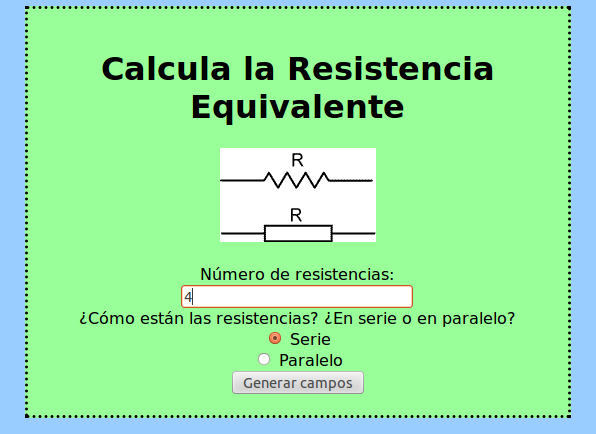 Calcula la Resistencia
Equivalente
R
R
Número de resistencias:
4
¿Cómo están las resistencias? ¿En serie o en paralelo?
Serie
Paralelo
Generar campos